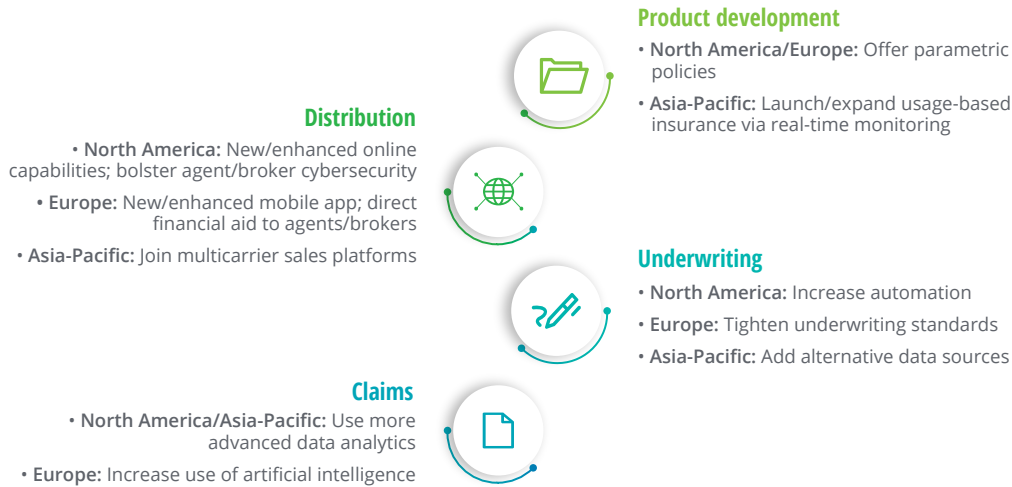 Product development
• North America/Europe: Offer parametric
policies
• Asia-Pacific: Launch/expand usage-based
insurance via real-time monitoring
Distribution
• North America: New/enhanced online
capabilities; bolster agent/broker cybersecurity
• Europe: New/enhanced mobile app; direct
financial aid to agents/brokers
• Asia-Pacific: Join multicarrier sales platforms
Underwriting
• North America: Increase automation
• Europe: Tighten underwriting standards
• Asia-Pacific: Add alternative data sources
Claims
• North America/Asia-Pacific: Use more
advanced data analytics
• Europe: Increase use of artificial intelligence